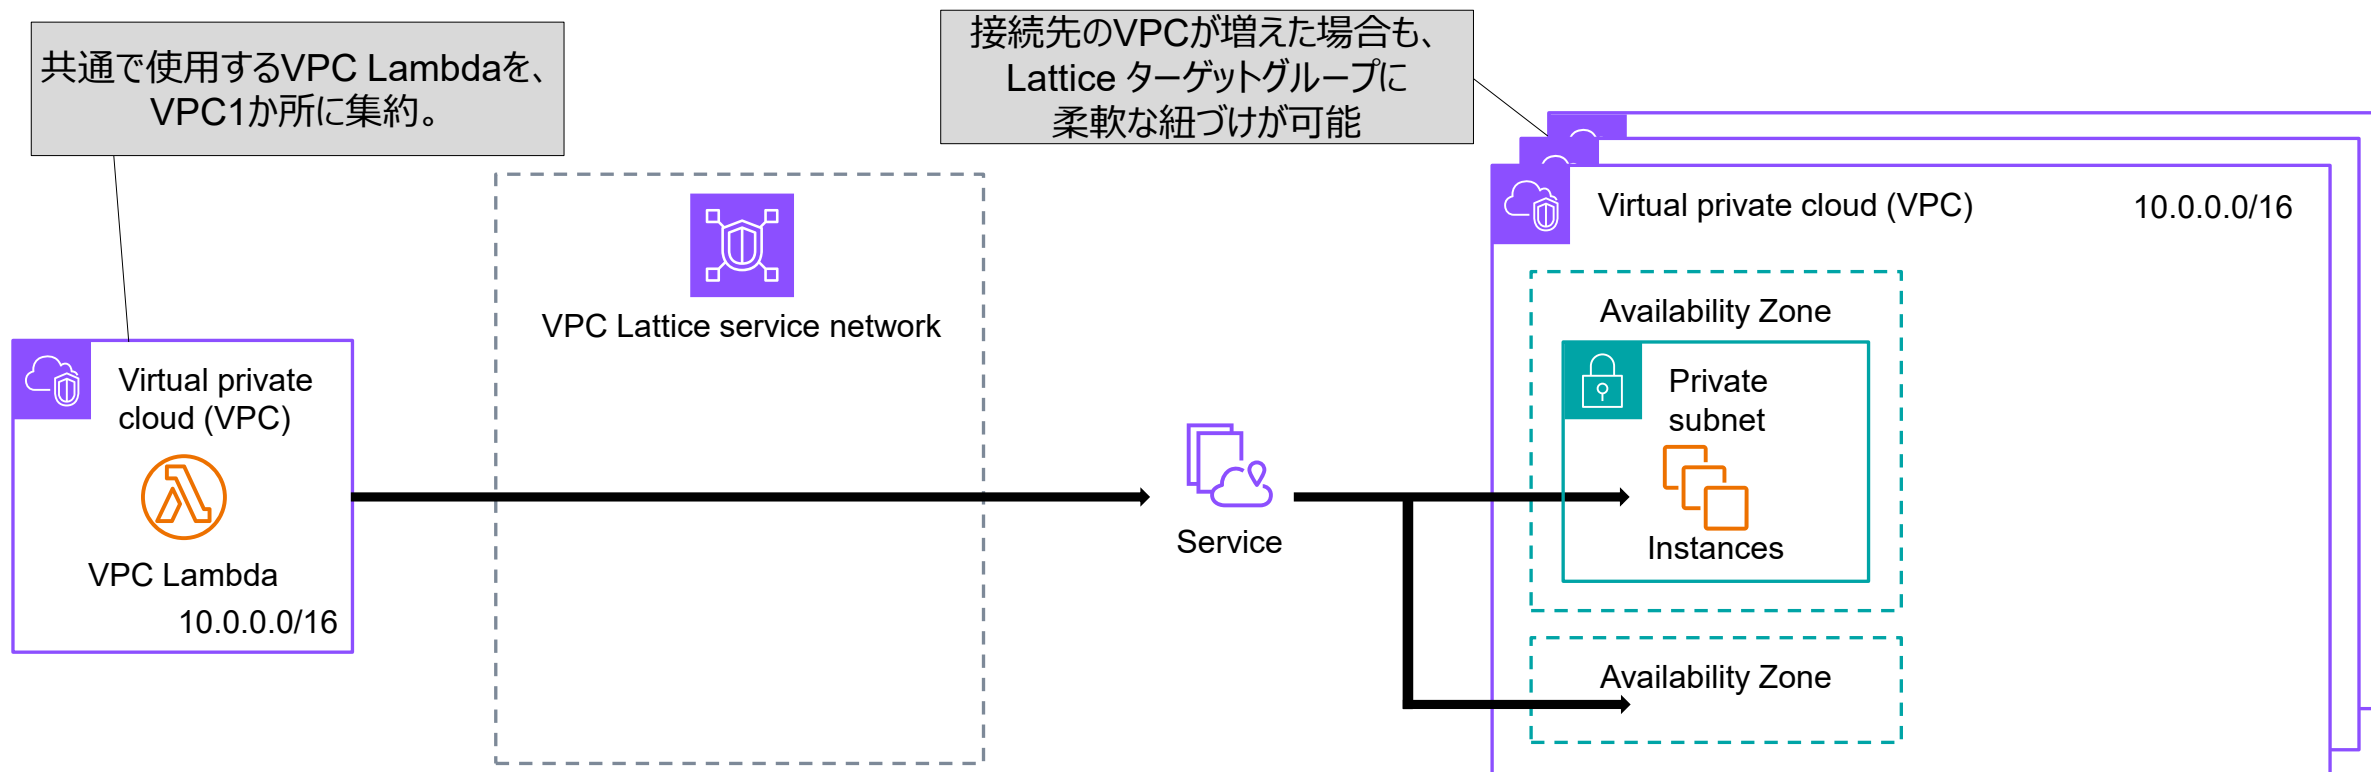 共通で使用するVPC Lambdaを、
VPC1か所に集約。
接続先のVPCが増えた場合も、
Lattice ターゲットグループに
柔軟な紐づけが可能
Virtual private cloud (VPC)
10.0.0.0/16
VPC Lattice service network
Availability Zone
Virtual private
cloud (VPC)
Private
subnet
Service
Instances
VPC Lambda
10.0.0.0/16
Availability Zone